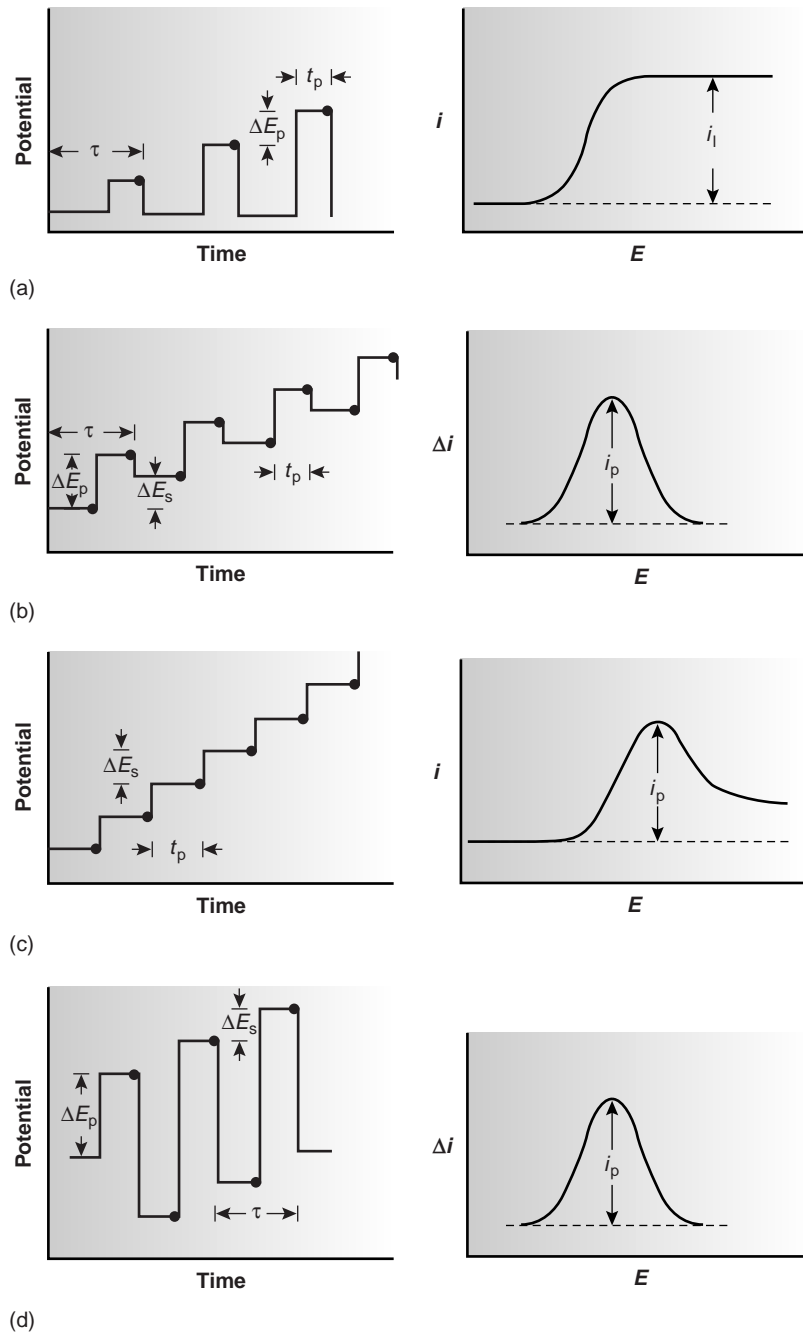 Potential
τ
ΔEp
tp
Time
i
il
E
(a)
Potential
τ
ΔEp
ΔEs
tp
Time
Δi
ip
E
(b)
Potential
ΔEs
tp
Time
i
ip
E
(c)
Potential
ΔEp
ΔEs
τ
Time
Δi
ip
E
(d)